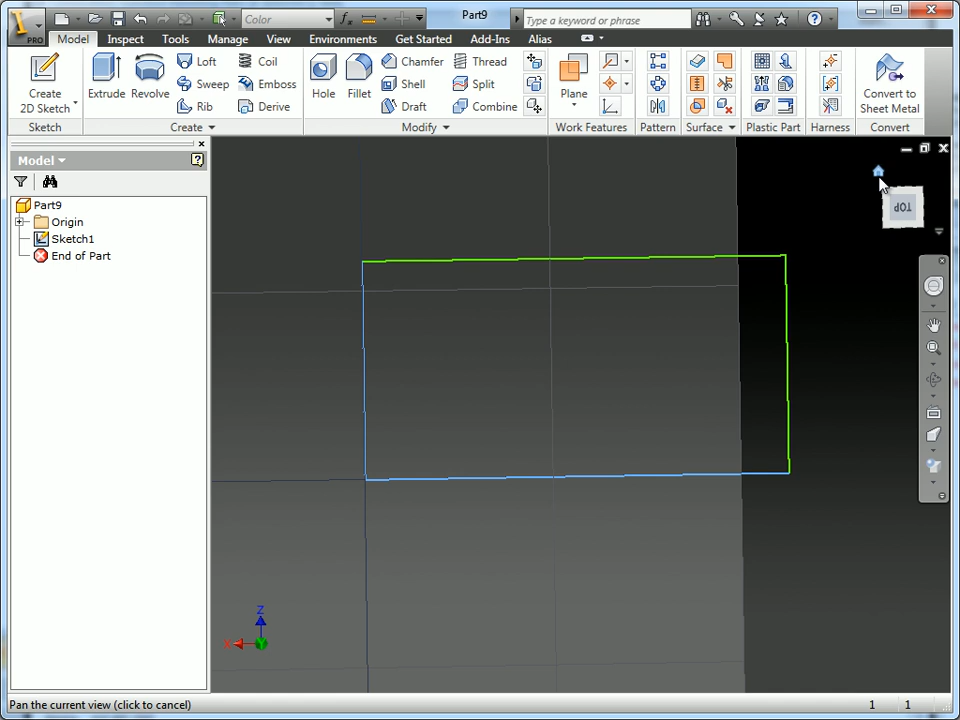 Color
Part9
Type a keyword or phrase
PRO
Model Inspect Tools Manage View Environments Get Started Add-Ins Alias
Create
2D Sketch
Extrude
Revolve
Loft
Sweep
Rib
Coil
Emboss
Derive
Hole
Fillet
Chamfer
Shell
Draft
Thread
Split
Combine
Plane
Convert to
Sheet Metal
Sketch
Create
Modify
Work Features
Pattern
Surface
Plastic Part
Harness
Convert
Model
Part9
Origin
Sketch1
End of Part
TOP
Z
X
Pan the current view (click to cancel)
1 1